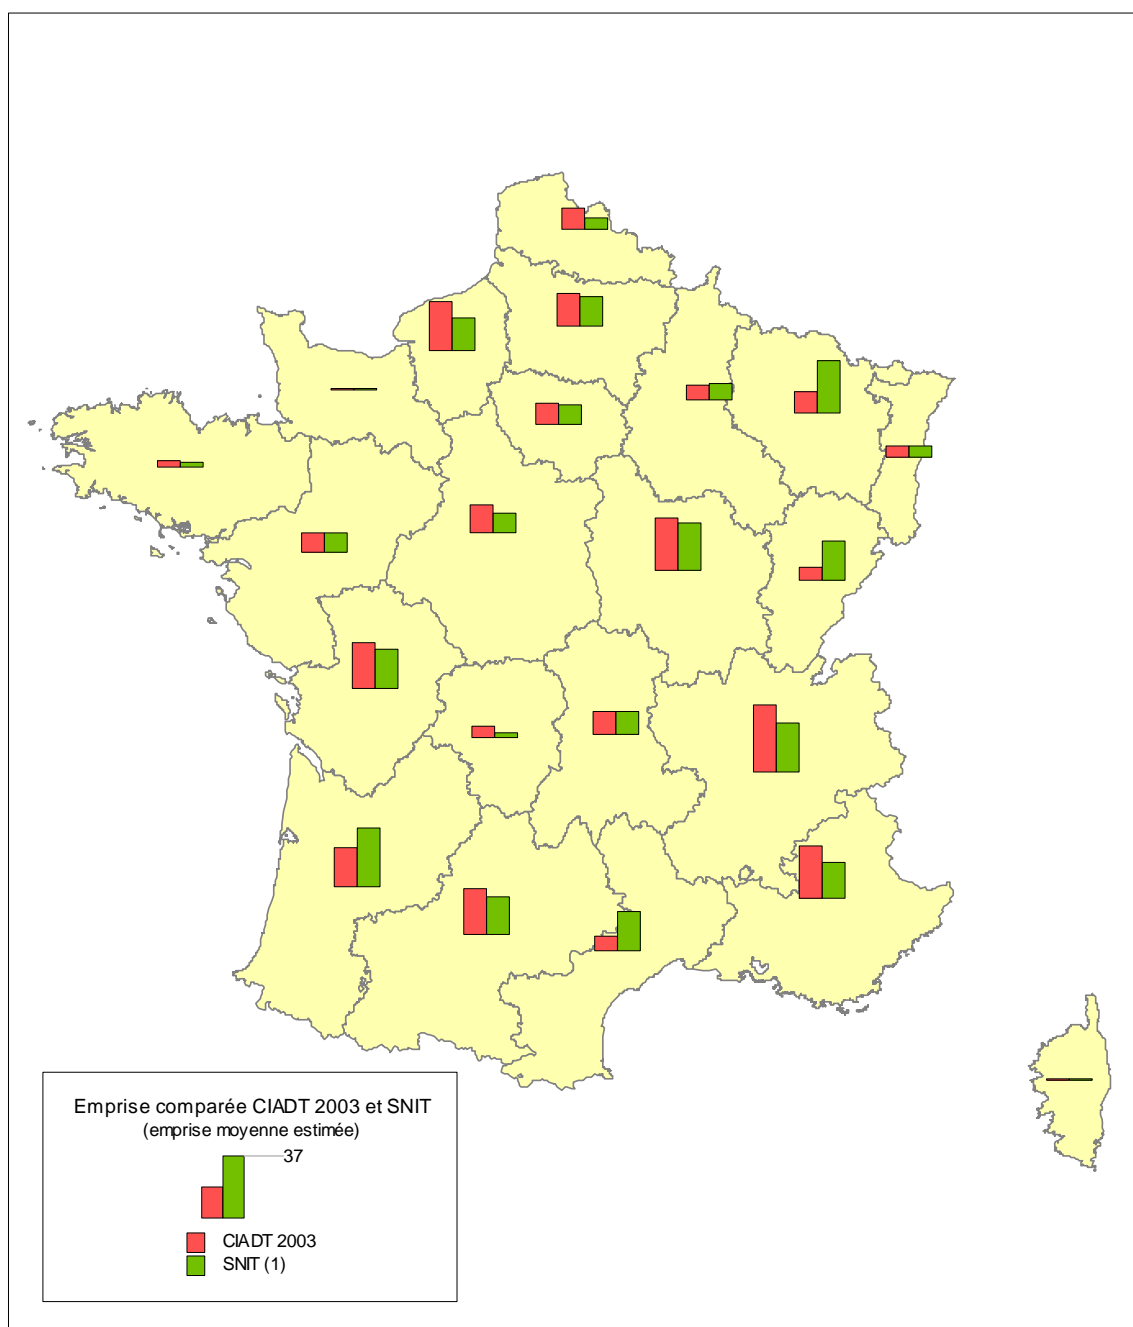 Emprise comparée CIADT 2003 et SNIT
(emprise moyenne estimée)
37
CIADT 2003
SNIT (1)